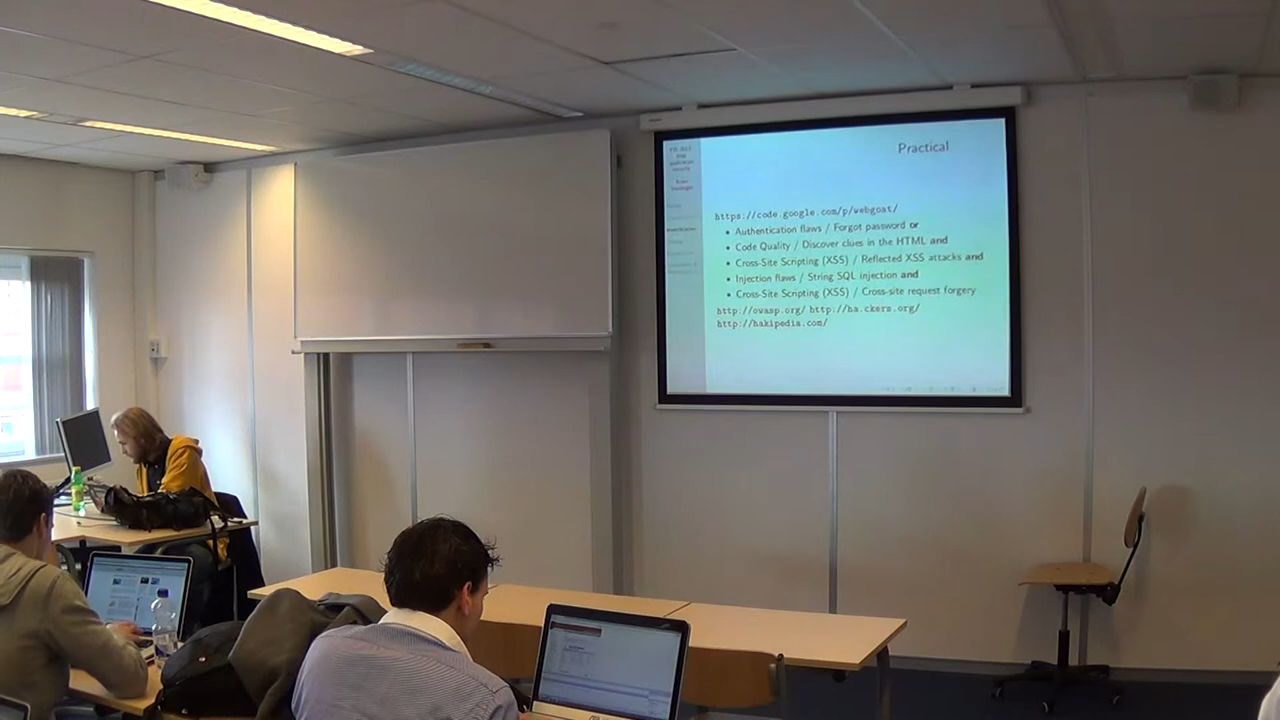 Practical
https://code.google.com/p/webgoat/
• Authentication flaws / Forgot password or
• Code Quality / Discover clues in the HTML and
• Cross-Site Scripting (XSS) / Reflected XSS attacks and
• Injection flaws / String SQL injection and
• Cross-Site Scripting (XSS) / Cross-site request forgery
http://owasp.org/ http://ha.ckers.org/
http://hakipedia.com/